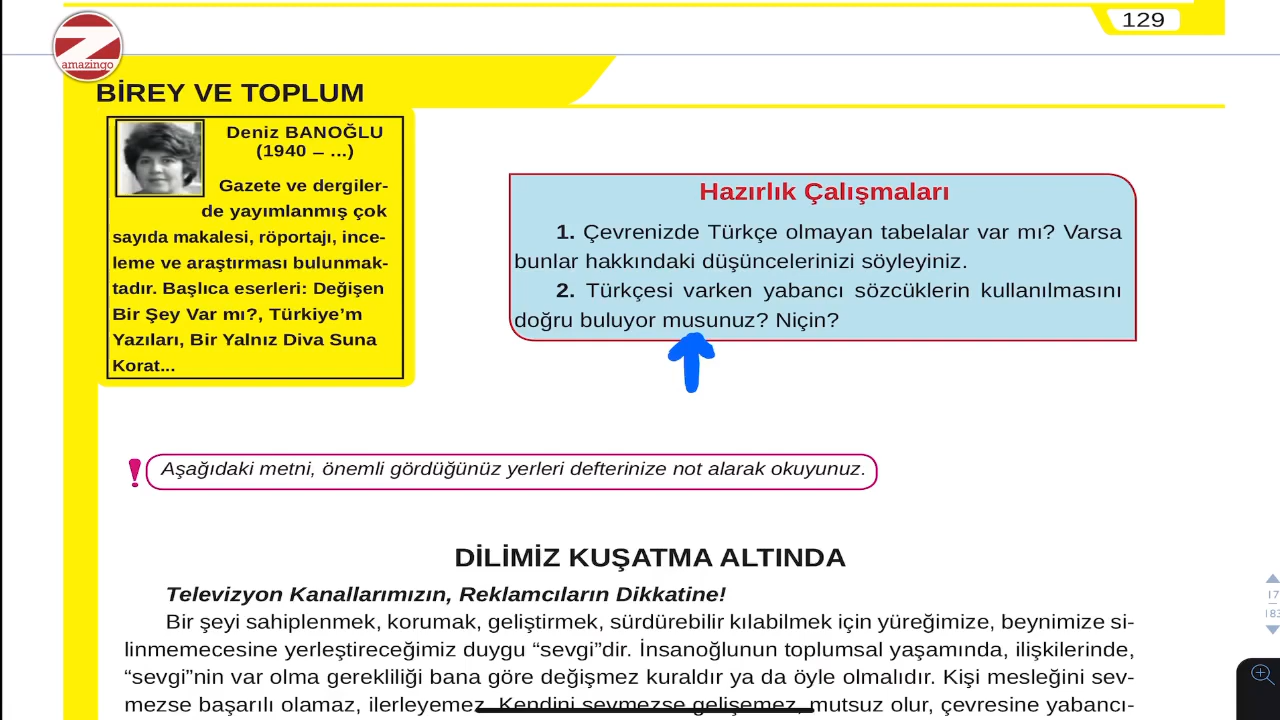 129
amazingo
BİREY VE TOPLUM
Deniz BANOĞLU
(1940 – ...)
Gazete ve dergiler-
de yayımlanmış çok
sayıda makalesi, röportajı, ince-
leme ve araştırması bulunmak-
tadır. Başlıca eserleri: Değişen
Bir Şey Var mı?, Türkiye’m
Yazıları, Bir Yalnız Diva Suna
Korat...
Hazırlık Çalışmaları
1. Çevrenizde Türkçe olmayan tabelalar var mı? Varsa
bunlar hakkındaki düşüncelerinizi söyleyiniz.
2. Türkçesi varken yabancı sözcüklerin kullanılmasını
doğru buluyor musunuz? Niçin?
! Aşağıdaki metni, önemli gördüğünüz yerleri defterinize not alarak okuyunuz.
DİLİMİZ KUŞATMA ALTINDA
Televizyon Kanallarımızın, Reklamcıların Dikkatine!
Bir şeyi sahiplenmek, korumak, geliştirmek, sürdürebilir kılabilmek için yüreğimize, beynimize si-
linmemecesine yerleştireceğimiz duygu “sevgi”dir. İnsanoğlunun toplumsal yaşamında, ilişkilerinde,
“sevgi”nin var olma gerekliliği bana göre değişmez kuraldır ya da öyle olmalıdır. Kişi mesleğini sev-
mezse başarılı olamaz, ilerleyemez. Kendini sevmezse gelişemez, mutsuz olur, çevresine yabancı-
17
183